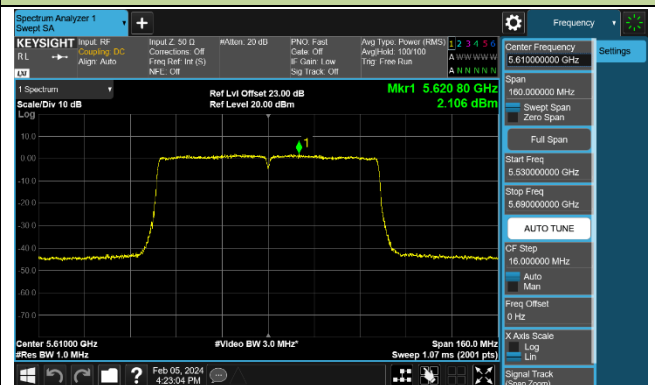 Spectrum Analyzer 1
Swept SA
Frequency
KEYSIGHT
RL
LXI
Input: RF
Coupling: DC
Align: Auto
Input Z: 50 Ω
Corrections: Off
Freq Ref: Int (S)
NFE: Off
#Atten: 20 dB
PNO: Fast
Gate: Off
IF Gain: Low
Sig Track: Off
Avg Type: Power (RMS)
Avg|Hold: 100/100
Trig: Free Run
1 2 3 4 5 6
A W W W W W
A N N N N N
1 Spectrum
Scale/Div 10 dB
Log
Ref Lvl Offset 23.00 dB
Ref Level 20.00 dBm
Mkr1 5.620 80 GHz
2.106 dBm
1
10.0
0.00
-10.0
-20.0
-30.0
-40.0
-50.0
-60.0
-70.0
Center 5.61000 GHz
#Res BW 1.0 MHz
#Video BW 3.0 MHz*
Span 160.0 MHz
Sweep 1.07 ms (2001 pts)
Center Frequency
5.610000000 GHz
Settings
Span
160.000000 MHz
Swept Span
Zero Span
Full Span
Start Freq
5.530000000 GHz
Stop Freq
5.690000000 GHz
AUTO TUNE
CF Step
16.000000 MHz
Auto
Man
Freq Offset
0 Hz
X Axis Scale
Log
Lin
Signal Track
(Span Zoom)
Feb 05, 2024
4:23:04 PM